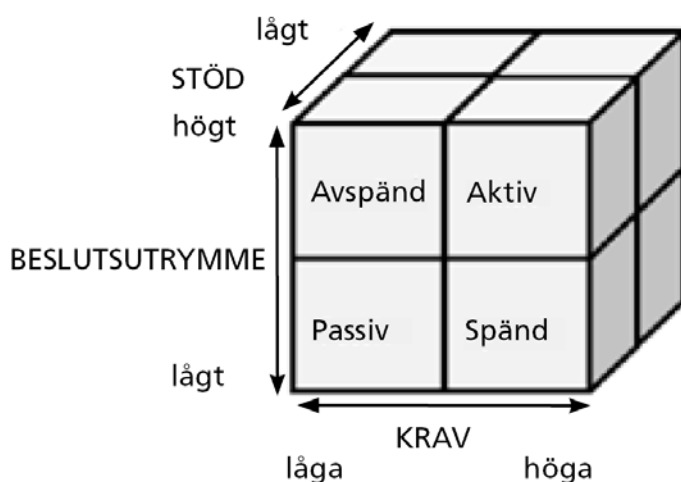 lågt
STÖD
högt
Avspänd Aktiv
BESLUTSUTRYMME
Passiv Spänd
lågt
KRAV
låga höga